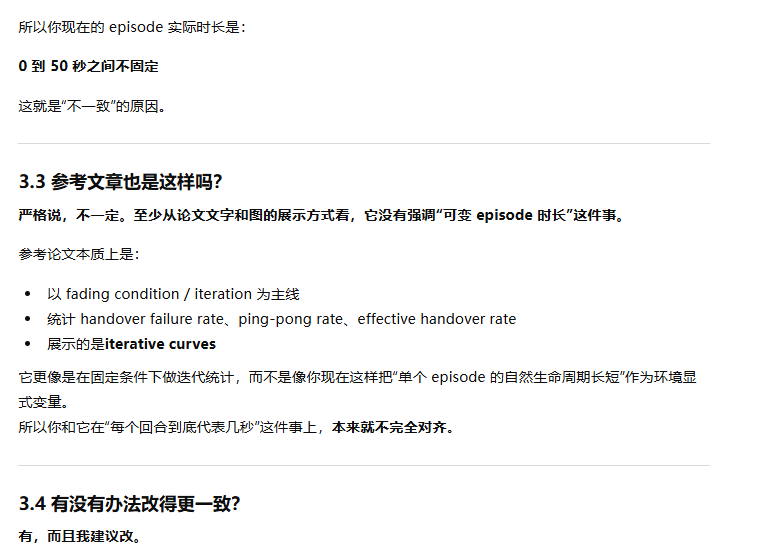 所以你现在的 episode 实际时长是：
0 到 50 秒之间不固定
这就是“不一致”的原因。
3.3 参考文章也是这样吗？
严格说，不一定。至少从论文文字和图的展示方式看，它没有强调“可变 episode 时长”这件事。
参考论文本质上是：
• 以 fading condition / iteration 为主线
• 统计 handover failure rate、ping-pong rate、effective handover rate
• 展示的是iterative curves
它更像是在固定条件下做迭代统计，而不是像你现在这样把“单个 episode 的自然生命周期长短”作为环境显
式变量。
所以你和它在“每个回合到底代表几秒”这件事上，本来就不完全对齐。
3.4 有没有办法改得更一致？
有，而且我建议改。